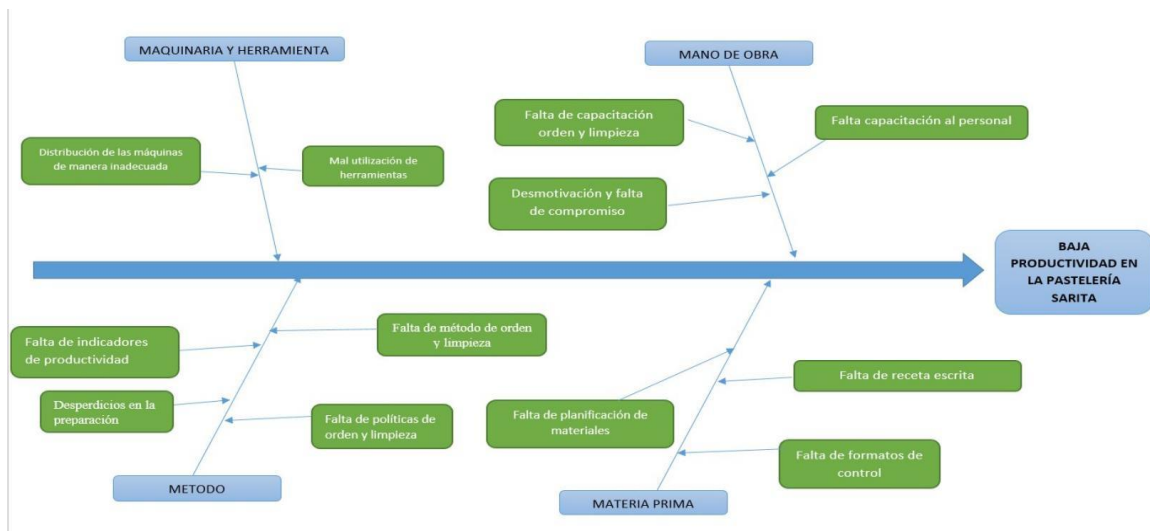 MAQUINARIA Y HERRAMIENTA
MANO DE OBRA
Falta de capacitación
orden y limpieza
Falta capacitación al personal
Distribución de las máquinas
de manera inadecuada
Mal utilización de
herramientas
Desmotivación y falta
de compromiso
BAJA
PRODUCTIVIDAD EN
LA PASTELERÍA
SARITA
Falta de indicadores
de productividad
Falta de método de orden
y limpieza
Desperdicios en la
preparación
Falta de políticas de
orden y limpieza
Falta de receta escrita
Falta de planificación de
materiales
Falta de formatos de
control
METODO
MATERIA PRIMA